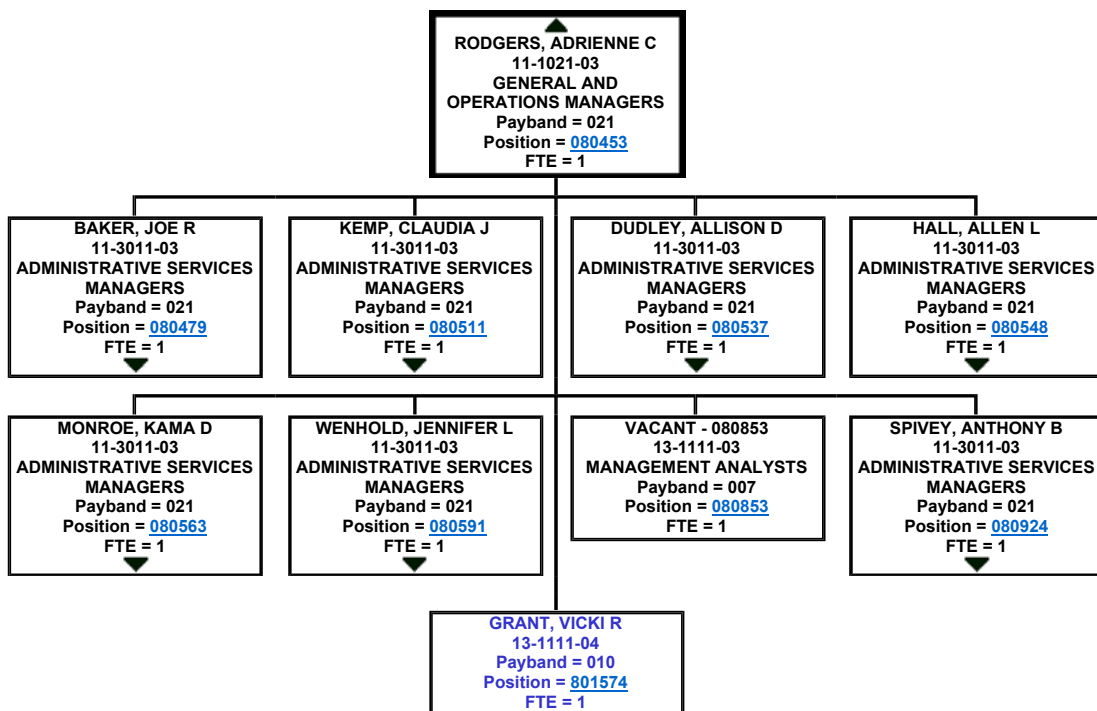 RODGERS, ADRIENNE C
11-1021-03
GENERAL AND
OPERATIONS MANAGERS
Payband = 021
Position = 080453
FTE = 1
BAKER, JOE R
11-3011-03
ADMINISTRATIVE SERVICES
MANAGERS
Payband = 021
Position = 080479
FTE = 1
KEMP, CLAUDIA J
11-3011-03
ADMINISTRATIVE SERVICES
MANAGERS
Payband = 021
Position = 080511
FTE = 1
DUDLEY, ALLISON D
11-3011-03
ADMINISTRATIVE SERVICES
MANAGERS
Payband = 021
Position = 080537
FTE = 1
HALL, ALLEN L
11-3011-03
ADMINISTRATIVE SERVICES
MANAGERS
Payband = 021
Position = 080548
FTE = 1
MONROE, KAMA D
11-3011-03
ADMINISTRATIVE SERVICES
MANAGERS
Payband = 021
Position = 080563
FTE = 1
WENHOLD, JENNIFER L
11-3011-03
ADMINISTRATIVE SERVICES
MANAGERS
Payband = 021
Position = 080591
FTE = 1
VACANT - 080853
13-1111-03
MANAGEMENT ANALYSTS
Payband = 007
Position = 080853
FTE = 1
SPIVEY, ANTHONY B
11-3011-03
ADMINISTRATIVE SERVICES
MANAGERS
Payband = 021
Position = 080924
FTE = 1
GRANT, VICKI R
13-1111-04
Payband = 010
Position = 801574
FTE = 1